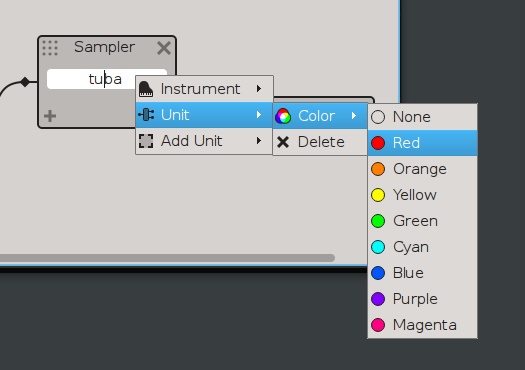 Sampler
tuba
Instrument
Unit
Add Unit
Color
Delete
None
Red
Orange
Yellow
Green
Cyan
Blue
Purple
Magenta